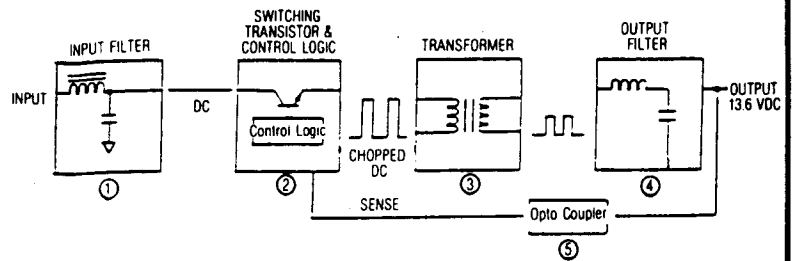 INPUT FILTER
SWITCHING
TRANSISTOR &
CONTROL LOGIC
TRANSFORMER
OUTPUT
FILTER
INPUT
DC
Control Logic
CHOPPED
DC
OUTPUT
13.6 VDC
①
②
③
④
SENSE
Opto Coupler
⑤